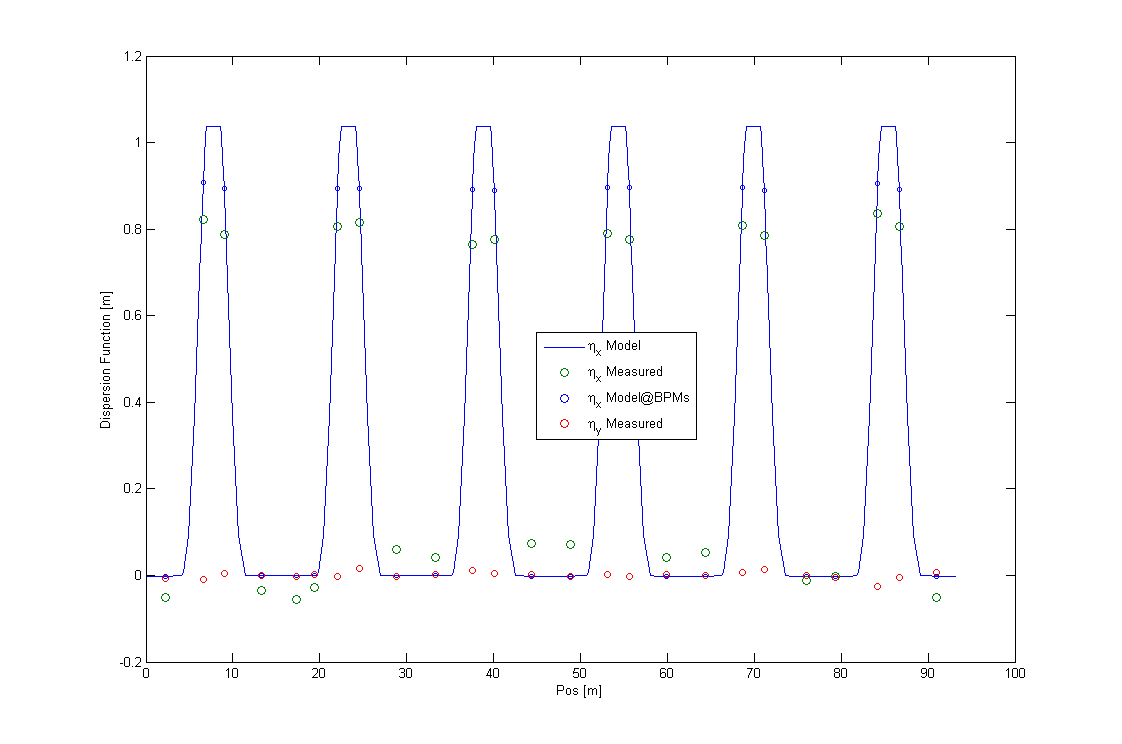 1.2
1
0.8
0.6
0.4
0.2
0
-0.2
Dispersion Function [m]
ηx Model
ηx Measured
ηx Model@BPMs
ηy Measured
0 10 20 30 40 50 60 70 80 90 100
Pos [m]